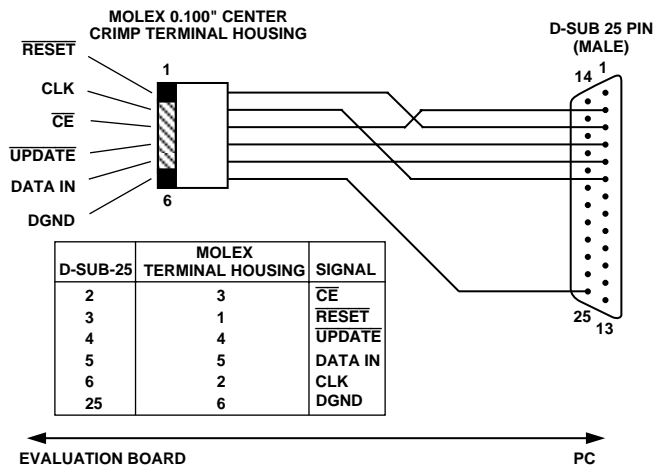 MOLEX 0.100" CENTER
CRIMP TERMINAL HOUSING
D-SUB 25 PIN
(MALE)
RESET
CLK
CE
UPDATE
DATA IN
DGND
1
6
14
1
25
13
D-SUB-25 MOLEX TERMINAL HOUSING SIGNAL
2 3 CE
3 1 RESET
4 4 UPDATE
5 5 DATA IN
6 2 CLK
25 6 DGND
EVALUATION BOARD
PC